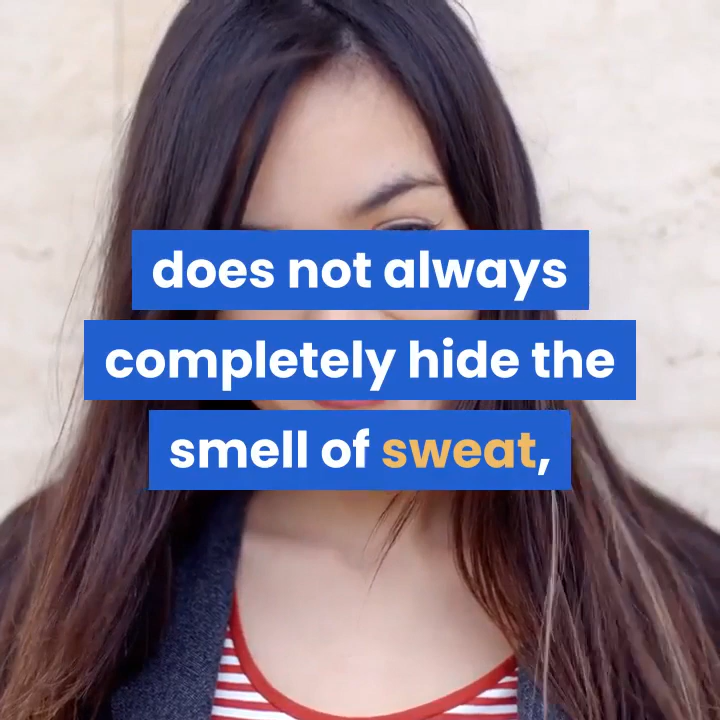 does not always
completely hide the
smell of sweat,